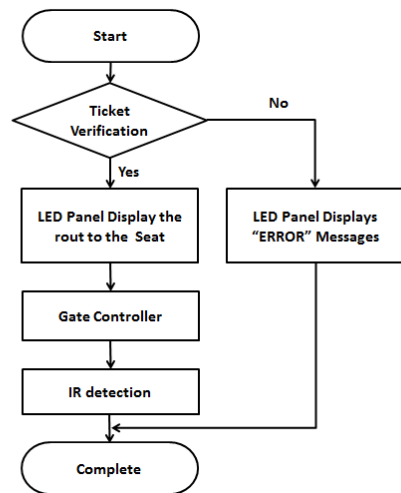 Start
Ticket
Verification
No
Yes
LED Panel Display the
rout to the Seat
LED Panel Displays
“ERROR” Messages
Gate Controller
IR detection
Complete